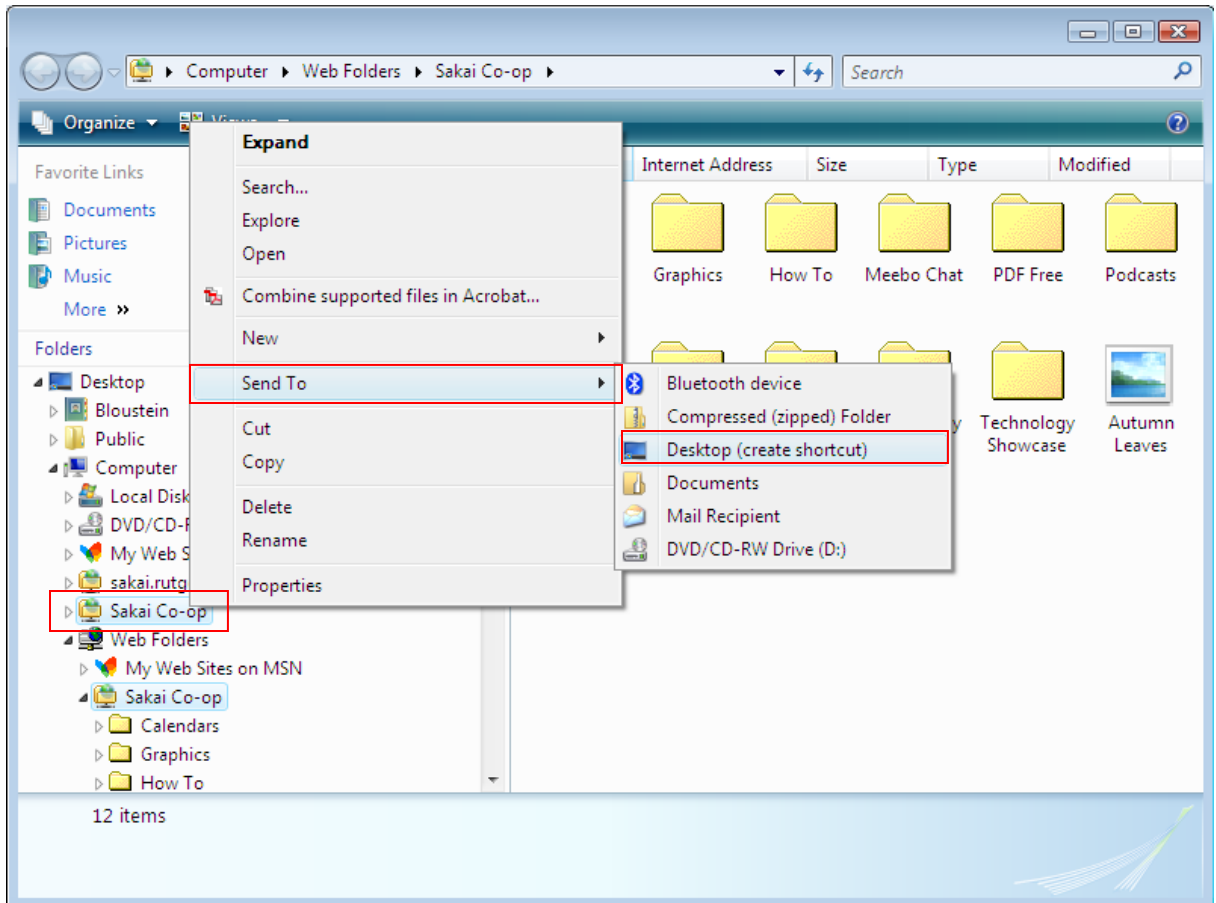 Computer Web Folders Sakai Co-op
Search
Organize
Favorite Links
Documents
Pictures
Music
More »
Folders
Desktop
Bloustein
Public
Computer
Local Disk
DVD/CD-R
My Web S
sakai.rutg
Sakai Co-op
Web Folders
My Web Sites on MSN
Sakai Co-op
Calendars
Graphics
How To
Expand
Search...
Explore
Open
Combine supported files in Acrobat...
New
Send To
Cut
Copy
Delete
Rename
Properties
Bluetooth device
Compressed (zipped) Folder
Desktop (create shortcut)
Documents
Mail Recipient
DVD/CD-RW Drive (D:)
Internet Address Size Type Modified
Graphics How To Meebo Chat PDF Free Podcasts
y Technology Autumn
Showcase Leaves
12 items